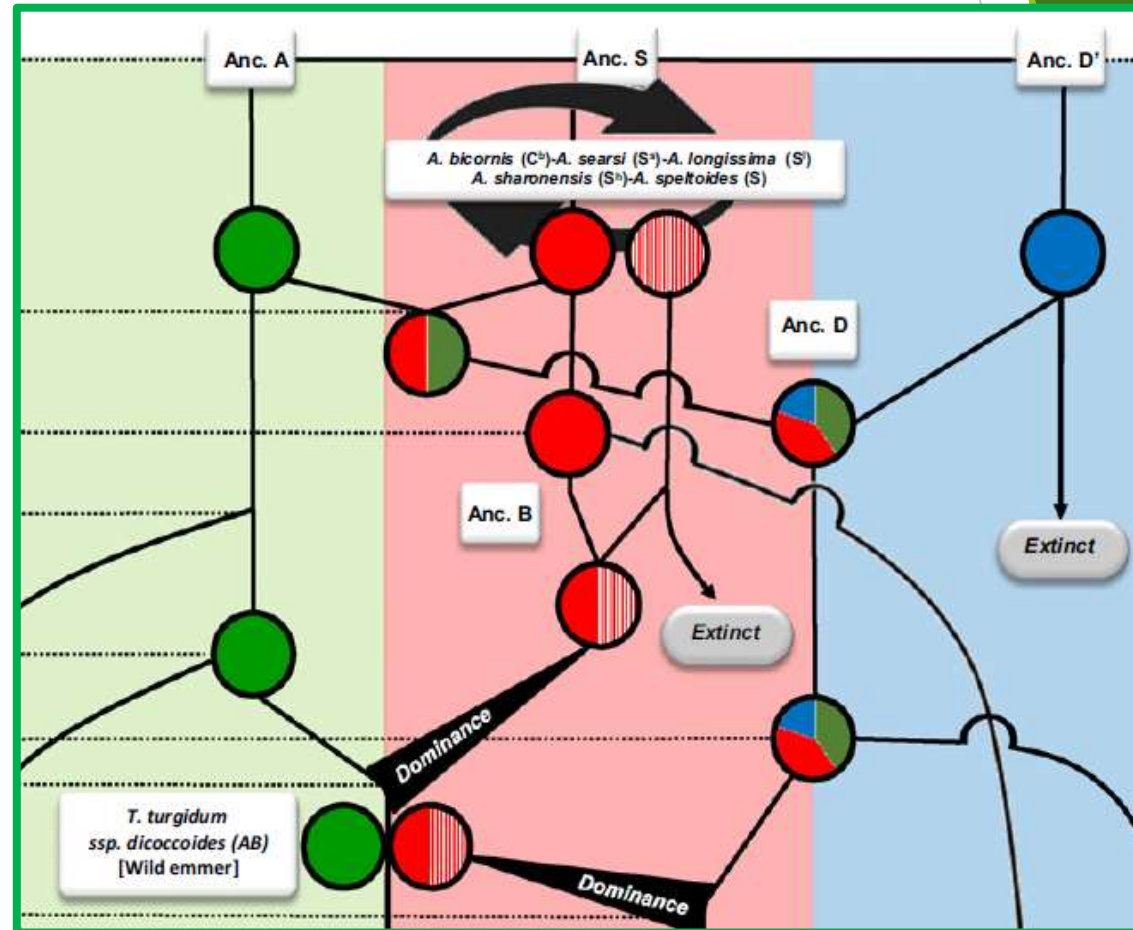 Anc. A
Anc. S
Anc. D'
A. bicornis (Cᵇ)-A. searsi (Sˢ)-A. longissima (Sˡ)
A. sharonensis (Sʰ)-A. speltoides (S)
Anc. D
Anc. B
Extinct
Extinct
Dominance
T. turgidum
ssp. dicoccoides (AB)
[Wild emmer]
Dominance